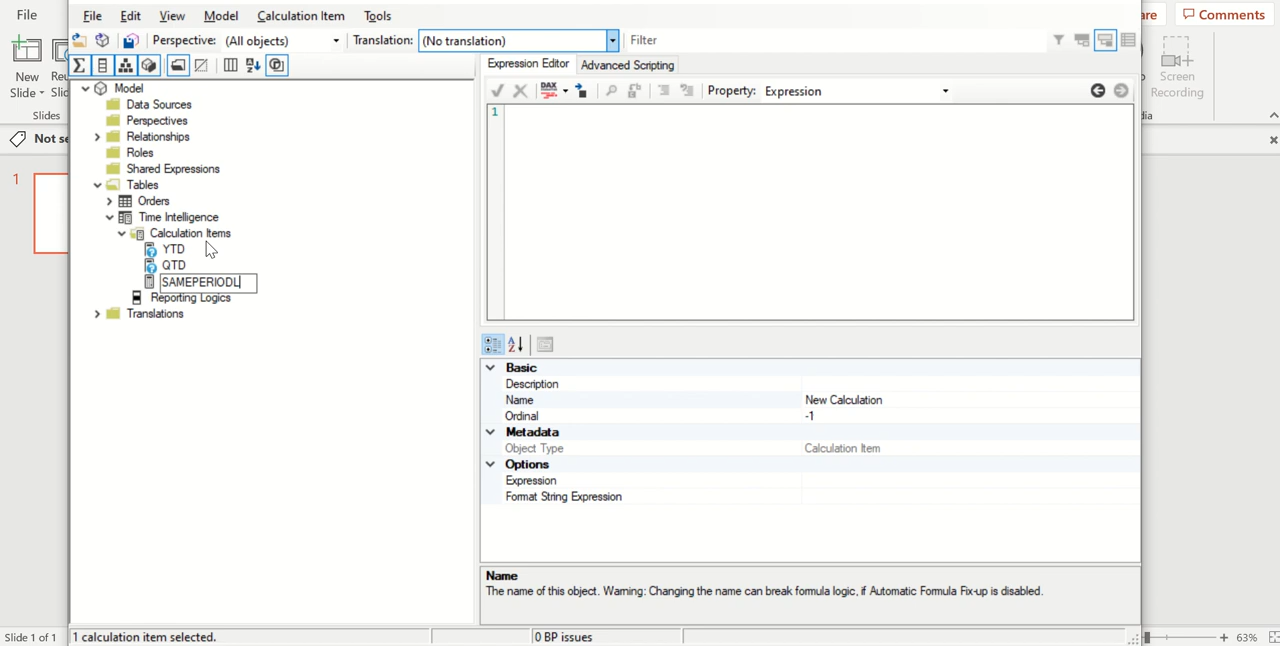 File
File Edit View Model Calculation Item Tools
Comments
Perspective: (All objects) Translation: (No translation) Filter
New
Slide
Slides
Screen
Recording
Not se
1
Expression Editor Advanced Scripting
DAX Property: Expression
1
Model
Data Sources
Perspectives
Relationships
Roles
Shared Expressions
Tables
Orders
Time Intelligence
Calculation Items
YTD
QTD
SAMEPERIODL
Reporting Logics
Translations
Basic
Description
Name New Calculation
Ordinal -1
Metadata
Object Type Calculation Item
Options
Expression
Format String Expression
Name
The name of this object. Warning: Changing the name can break formula logic, if Automatic Formula Fix-up is disabled.
1 calculation item selected. 0 BP issues
Slide 1 of 1
63%